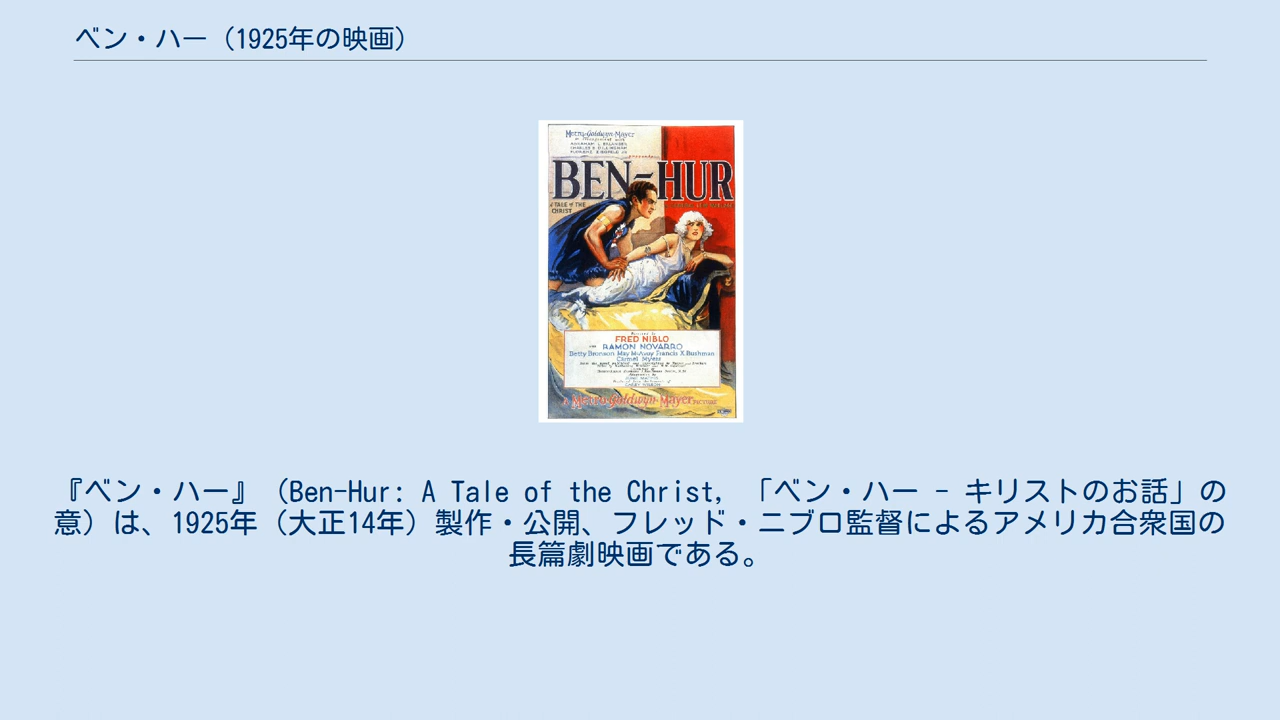 ベン・ハー（1925年の映画）
Metro-Goldwyn-Mayer
BEN-HUR
A TALE of THE
CHRIST
FRED NIBLO
RAMON NOVARRO
Betty Bronson May McAvoy Francis X. Bushman
Carmel Myers
A Metro-Goldwyn-Mayer PICTURE
『ベン・ハー』（Ben-Hur: A Tale of the Christ, 「ベン・ハー - キリストのお話」の
意）は、1925年（大正14年）製作・公開、フレッド・ニブロ監督によるアメリカ合衆国の
長篇劇映画である。